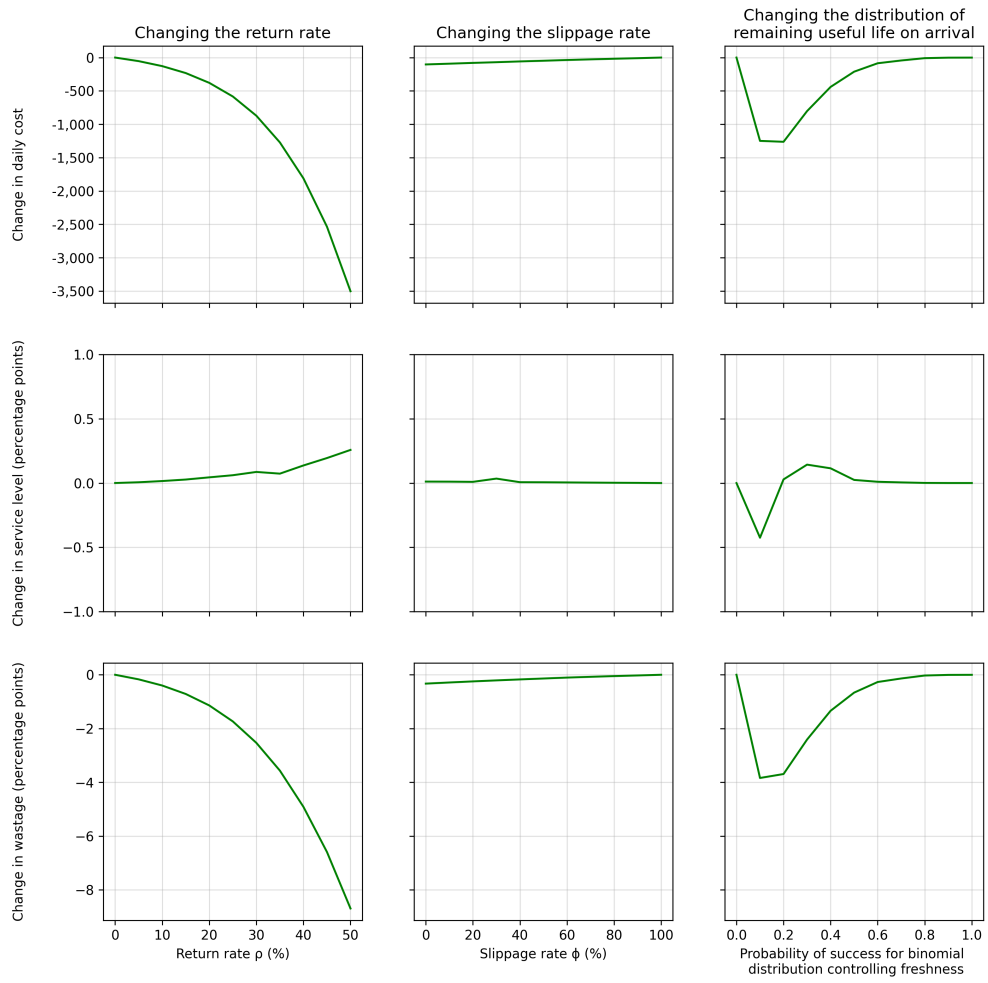 Changing the return rate
Changing the slippage rate
Changing the distribution of
remaining useful life on arrival
Change in daily cost
0
-500
-1,000
-1,500
-2,000
-2,500
-3,000
-3,500
Change in service level (percentage points)
1.0
0.5
0.0
−0.5
−1.0
Change in wastage (percentage points)
0
−2
−4
−6
−8
0 10 20 30 40 50
Return rate ρ (%)
0 20 40 60 80 100
Slippage rate ϕ (%)
0.0 0.2 0.4 0.6 0.8 1.0
Probability of success for binomial
distribution controlling freshness